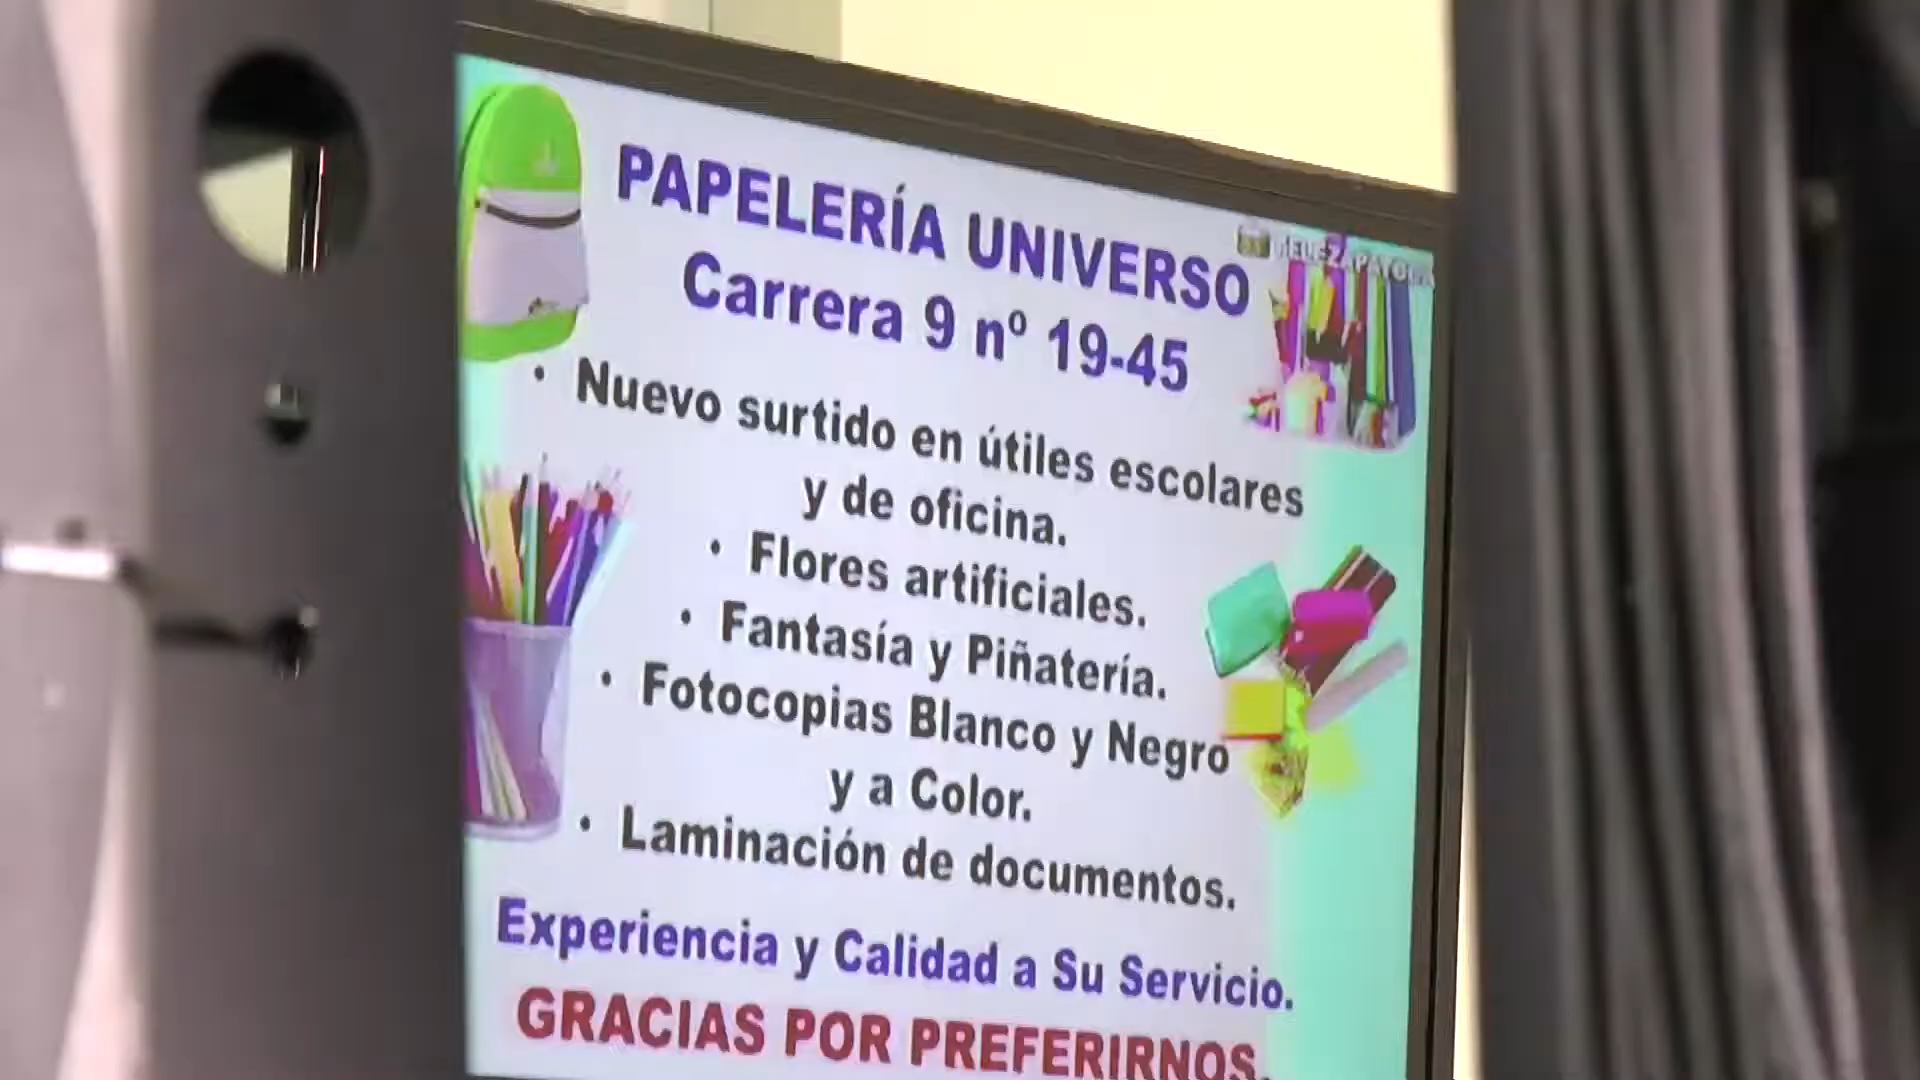 PAPELERÍA UNIVERSO
TELEZAPATOCA
Carrera 9 nº 19-45
• Nuevo surtido en útiles escolares
y de oficina.
• Flores artificiales.
• Fantasía y Piñatería.
• Fotocopias Blanco y Negro
y a Color.
• Laminación de documentos.
Experiencia y Calidad a Su Servicio.
GRACIAS POR PREFERIRNOS.